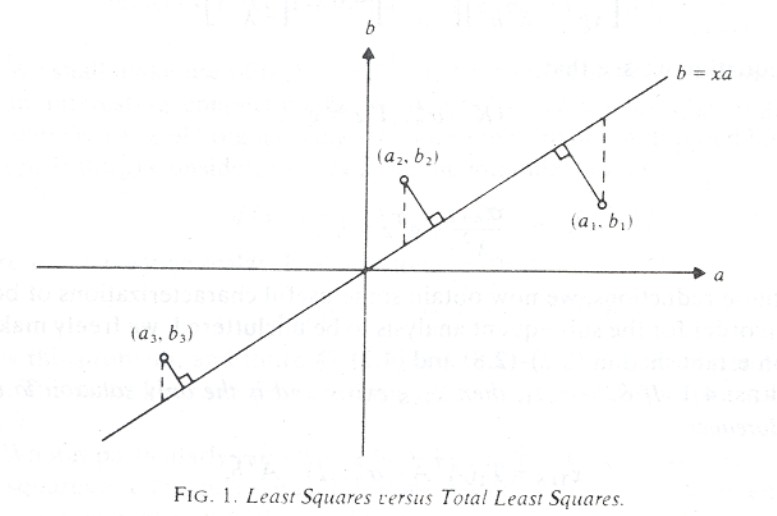 b
b = xa
(a₂, b₂)
(a₁, b₁)
a
(a₃, b₃)
FIG. 1. Least Squares versus Total Least Squares.